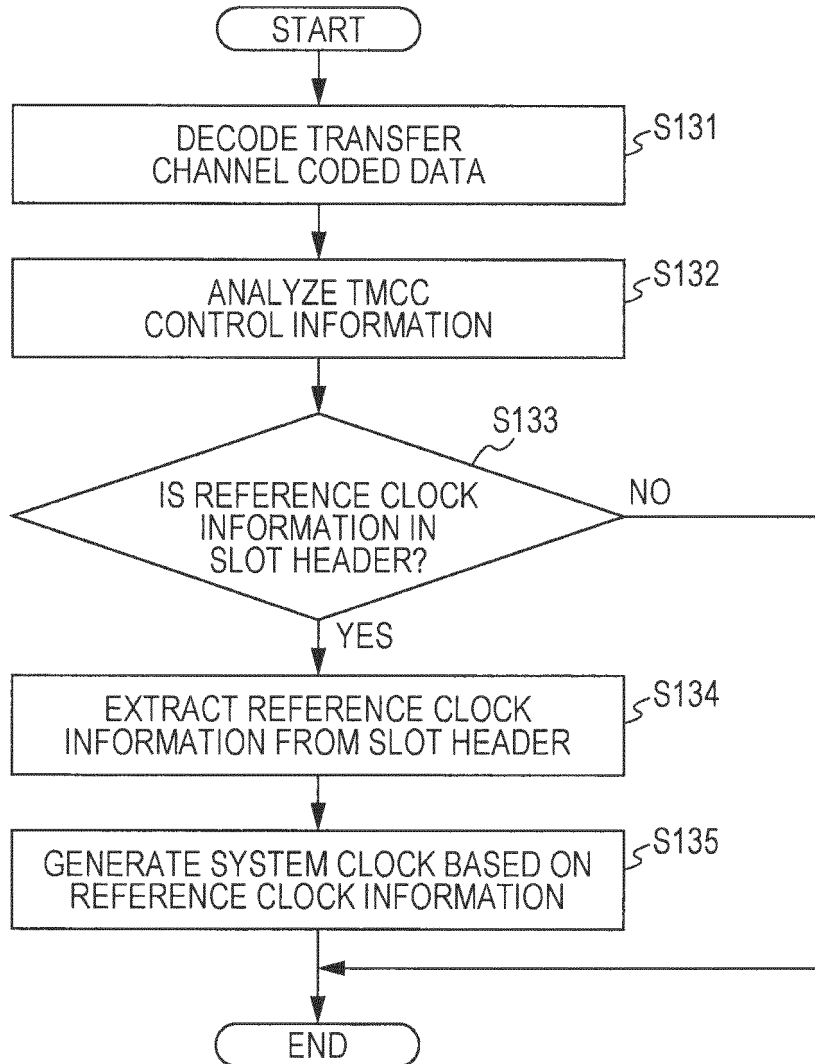 START
DECODE TRANSFER
CHANNEL CODED DATA
S131
ANALYZE TMCC
CONTROL INFORMATION
S132
S133
IS REFERENCE CLOCK
INFORMATION IN
SLOT HEADER?
NO
YES
EXTRACT REFERENCE CLOCK
INFORMATION FROM SLOT HEADER
S134
GENERATE SYSTEM CLOCK BASED ON
REFERENCE CLOCK INFORMATION
S135
END